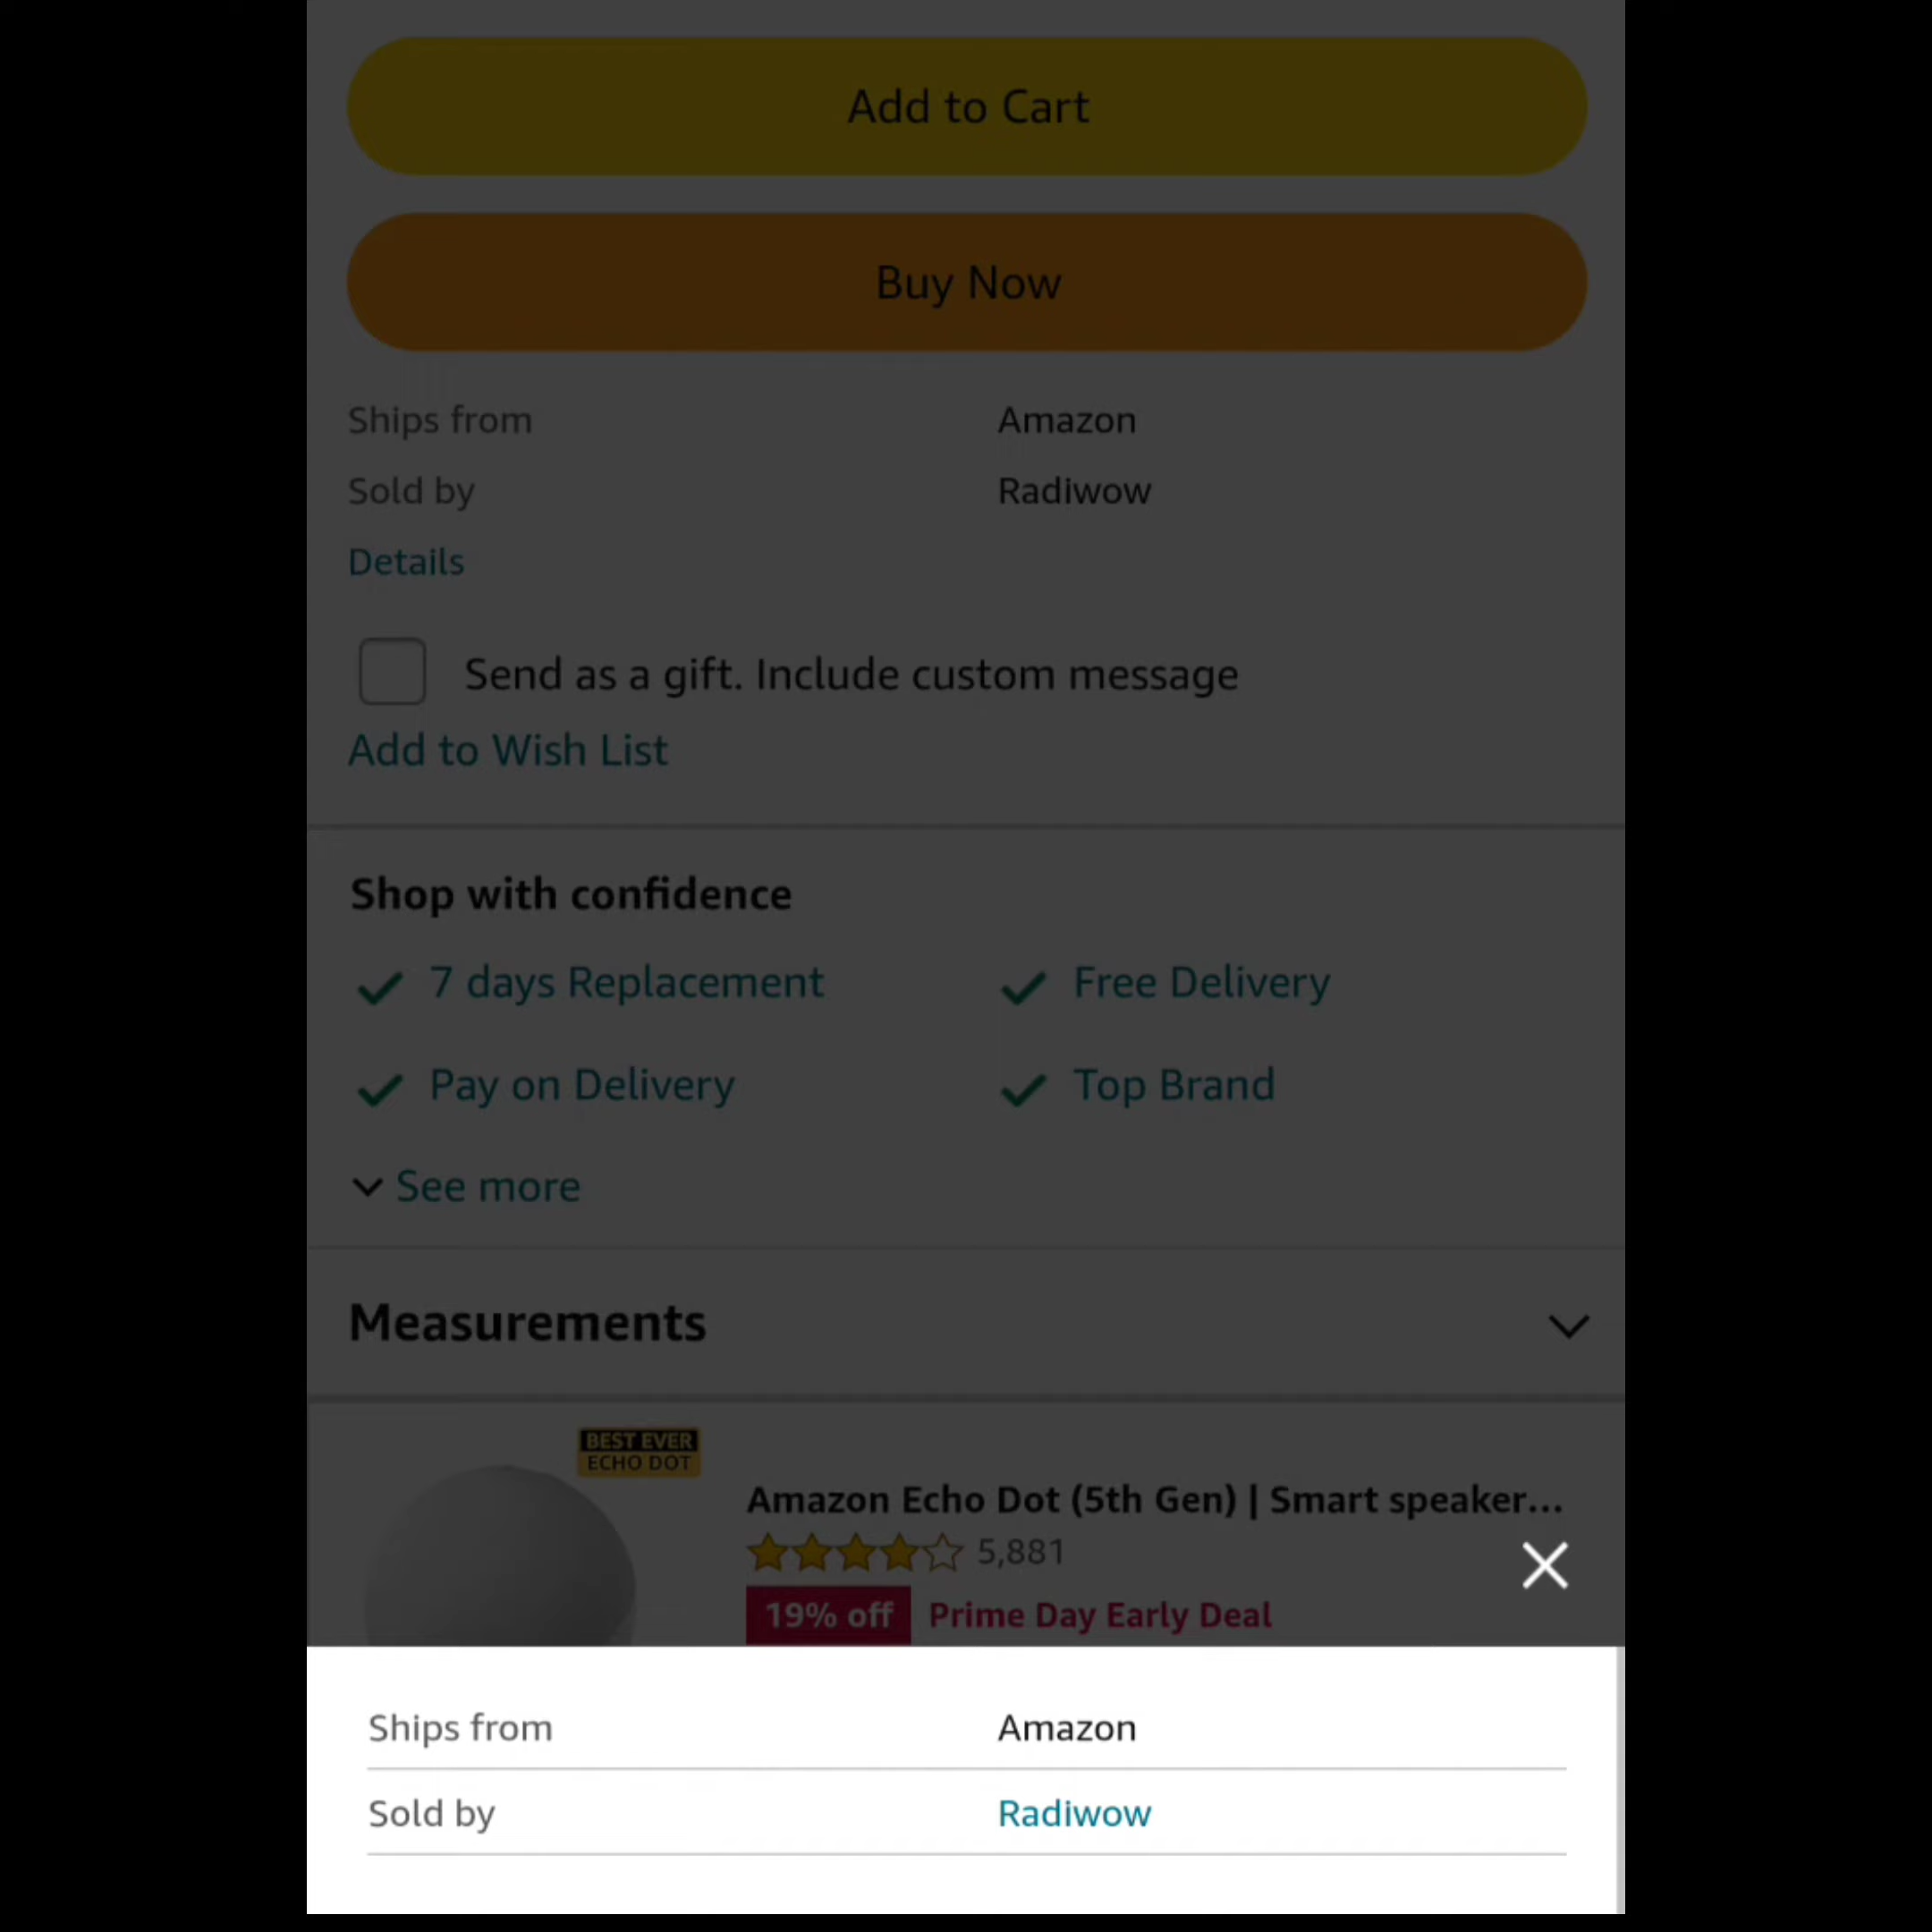 Add to Cart
Buy Now
Ships from Amazon
Sold by Radiwow
Details
Send as a gift. Include custom message
Add to Wish List
Shop with confidence
7 days Replacement Free Delivery
Pay on Delivery Top Brand
See more
Measurements
BEST EVER
ECHO DOT
Amazon Echo Dot (5th Gen) | Smart speaker...
5,881
19% off Prime Day Early Deal
Ships from Amazon
Sold by Radiwow